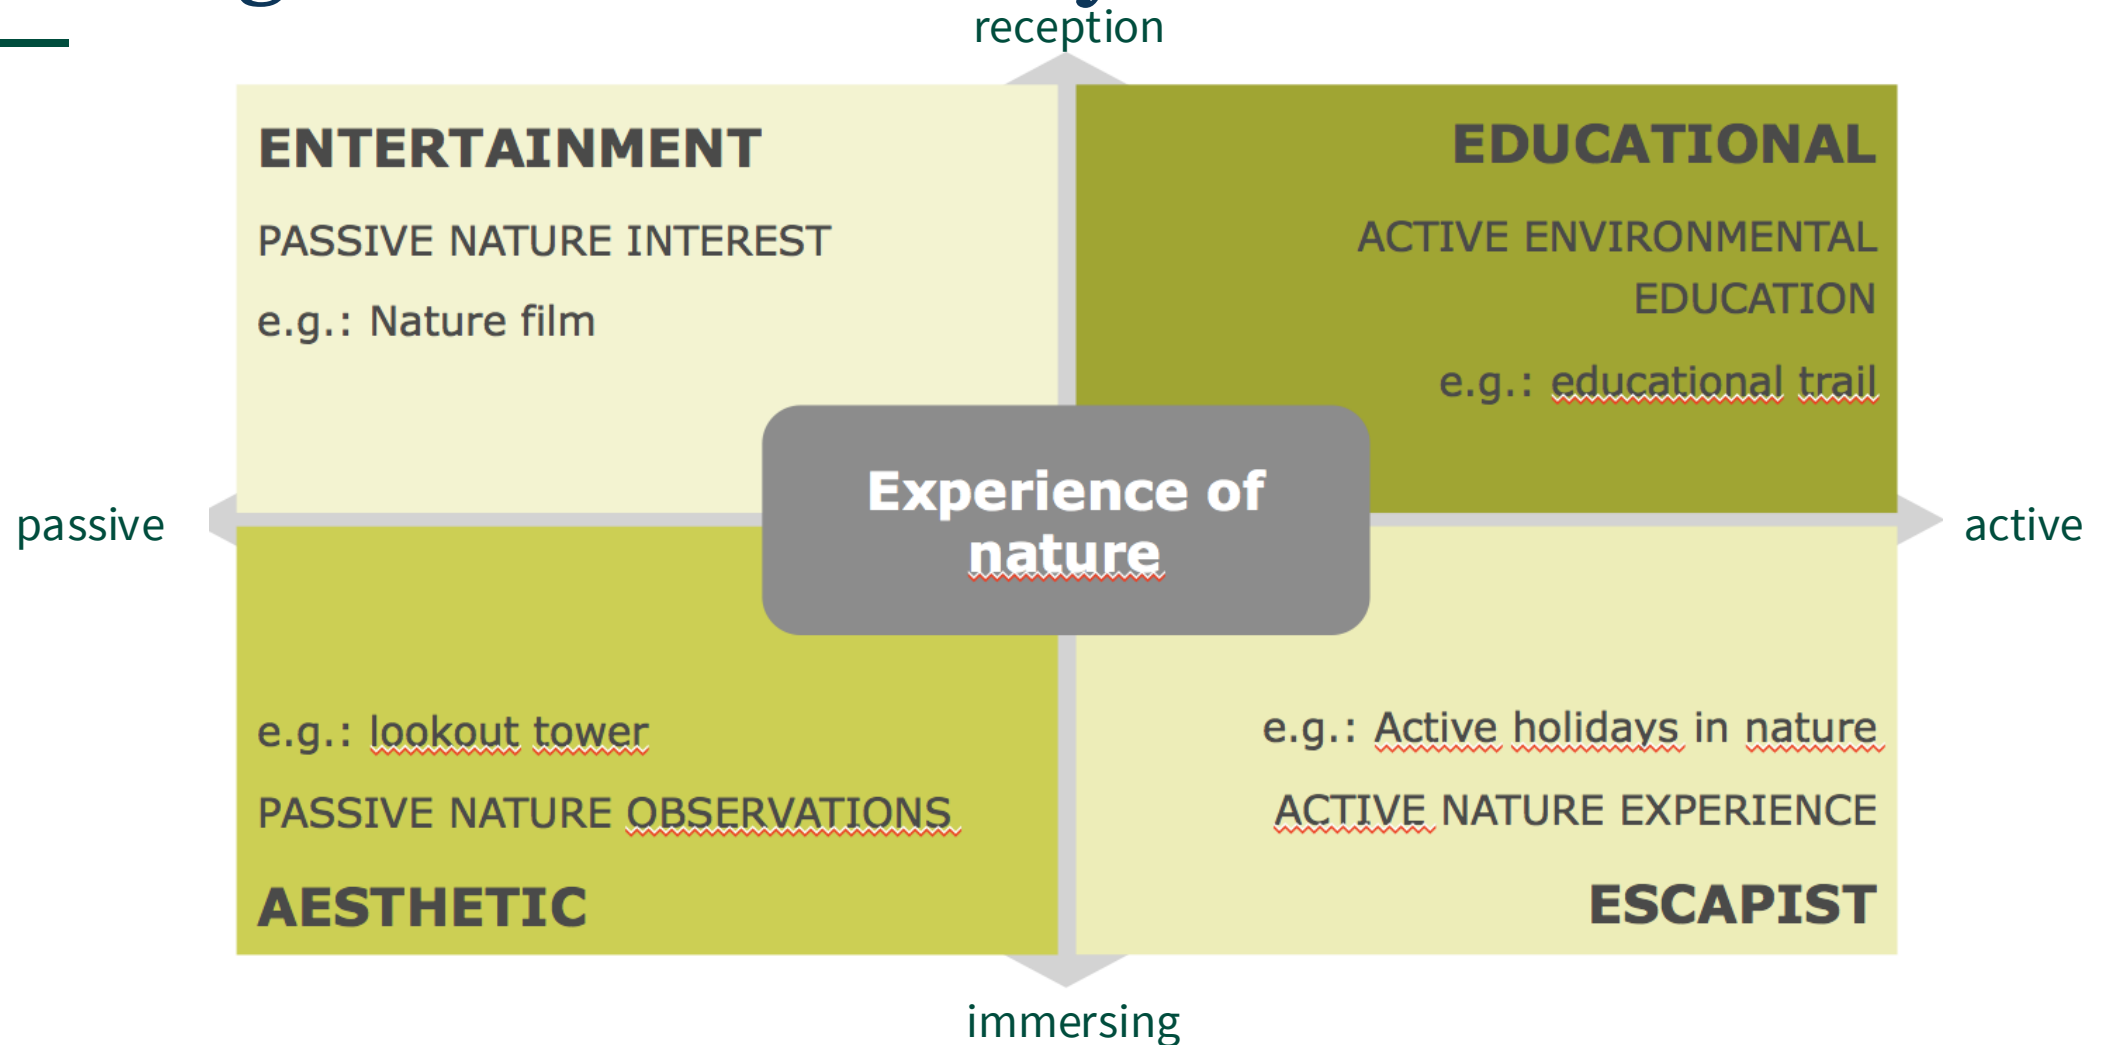 reception
ENTERTAINMENT
PASSIVE NATURE INTEREST
e.g.: Nature film
EDUCATIONAL
ACTIVE ENVIRONMENTAL
EDUCATION
e.g.: educational trail
Experience of
nature
passive
active
e.g.: lookout tower
PASSIVE NATURE OBSERVATIONS
AESTHETIC
e.g.: Active holidays in nature
ACTIVE NATURE EXPERIENCE
ESCAPIST
immersing